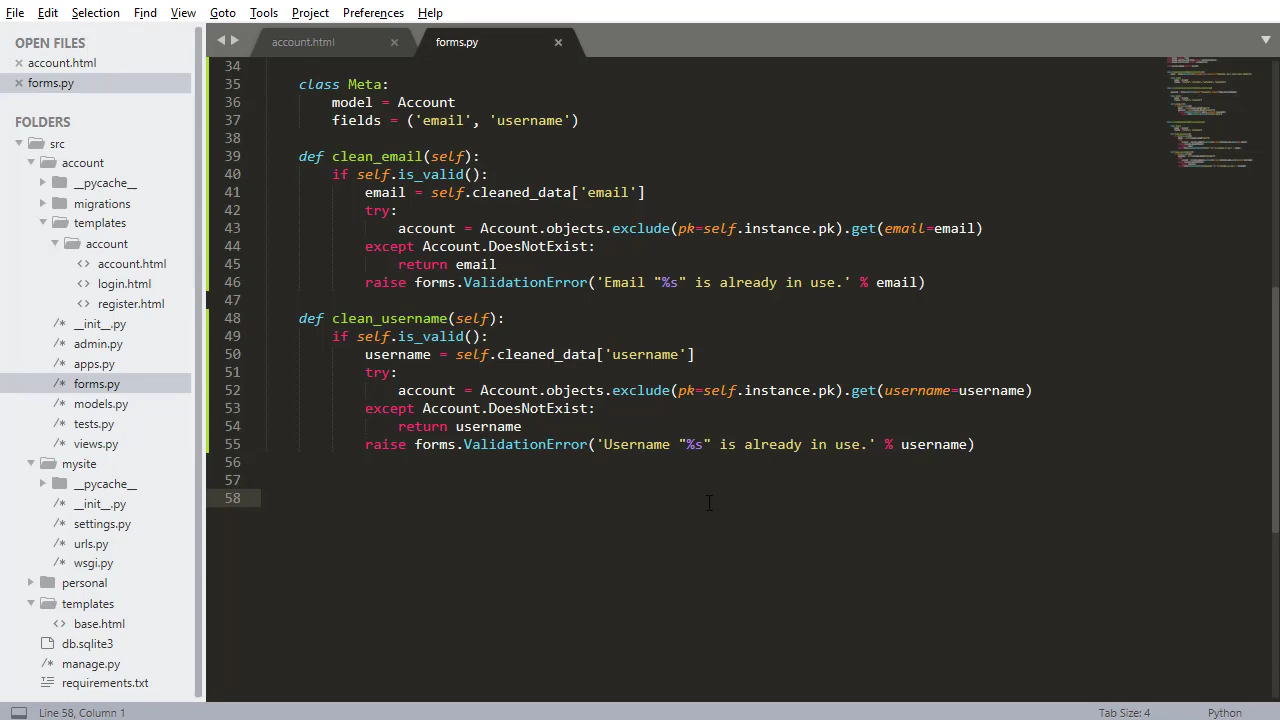 File Edit Selection Find View Goto Tools Project Preferences Help
OPEN FILES
account.html
forms.py
FOLDERS
src
account
__pycache__
migrations
templates
account
account.html
login.html
register.html
__init__.py
admin.py
apps.py
forms.py
models.py
tests.py
views.py
mysite
__pycache__
__init__.py
settings.py
urls.py
wsgi.py
personal
templates
base.html
db.sqlite3
manage.py
requirements.txt
account.html forms.py
34
35 class Meta:
36 model = Account
37 fields = ('email', 'username')
38
39 def clean_email(self):
40 if self.is_valid():
41 email = self.cleaned_data['email']
42 try:
43 account = Account.objects.exclude(pk=self.instance.pk).get(email=email)
44 except Account.DoesNotExist:
45 return email
46 raise forms.ValidationError('Email "%s" is already in use.' % email)
47
48 def clean_username(self):
49 if self.is_valid():
50 username = self.cleaned_data['username']
51 try:
52 account = Account.objects.exclude(pk=self.instance.pk).get(username=username)
53 except Account.DoesNotExist:
54 return username
55 raise forms.ValidationError('Username "%s" is already in use.' % username)
56
57
58
Line 58, Column 1 Tab Size: 4 Python